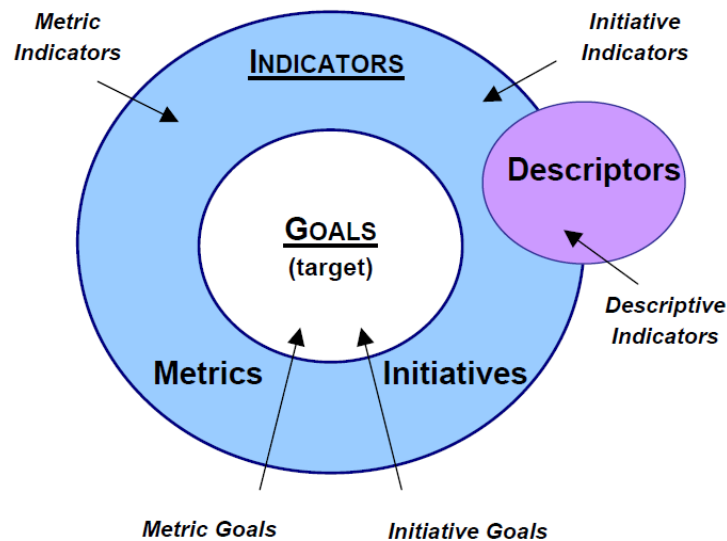 Metric
Indicators
Initiative
Indicators
INDICATORS
Descriptors
GOALS
(target)
Descriptive
Indicators
Metrics
Initiatives
Metric Goals
Initiative Goals